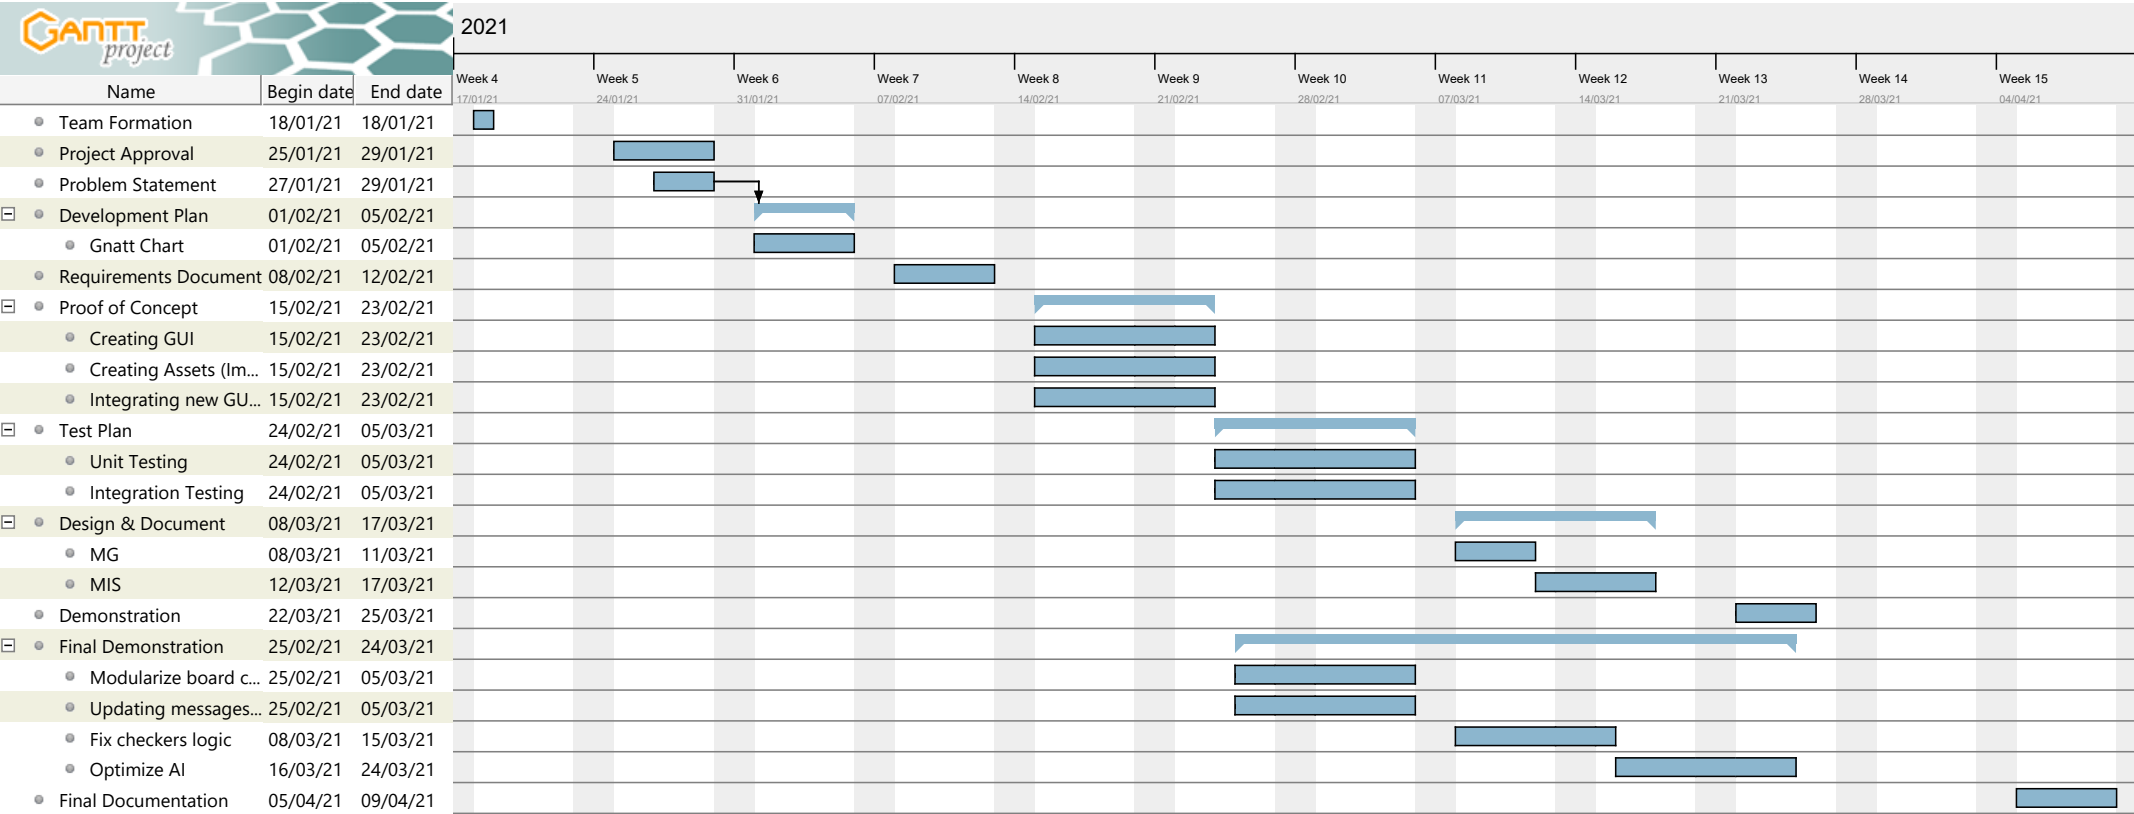 GANTT
project
2021
Week 4 Week 5 Week 6 Week 7 Week 8 Week 9 Week 10 Week 11 Week 12 Week 13 Week 14 Week 15
Name Begin date End date
17/01/21 24/01/21 31/01/21 07/02/21 14/02/21 21/02/21 28/02/21 07/03/21 14/03/21 21/03/21 28/03/21 04/04/21
Team Formation 18/01/21 18/01/21
Project Approval 25/01/21 29/01/21
Problem Statement 27/01/21 29/01/21
Development Plan 01/02/21 05/02/21
Gnatt Chart 01/02/21 05/02/21
Requirements Document 08/02/21 12/02/21
Proof of Concept 15/02/21 23/02/21
Creating GUI 15/02/21 23/02/21
Creating Assets (Im... 15/02/21 23/02/21
Integrating new GU... 15/02/21 23/02/21
Test Plan 24/02/21 05/03/21
Unit Testing 24/02/21 05/03/21
Integration Testing 24/02/21 05/03/21
Design & Document 08/03/21 17/03/21
MG 08/03/21 11/03/21
MIS 12/03/21 17/03/21
Demonstration 22/03/21 25/03/21
Final Demonstration 25/02/21 24/03/21
Modularize board c... 25/02/21 05/03/21
Updating messages... 25/02/21 05/03/21
Fix checkers logic 08/03/21 15/03/21
Optimize AI 16/03/21 24/03/21
Final Documentation 05/04/21 09/04/21